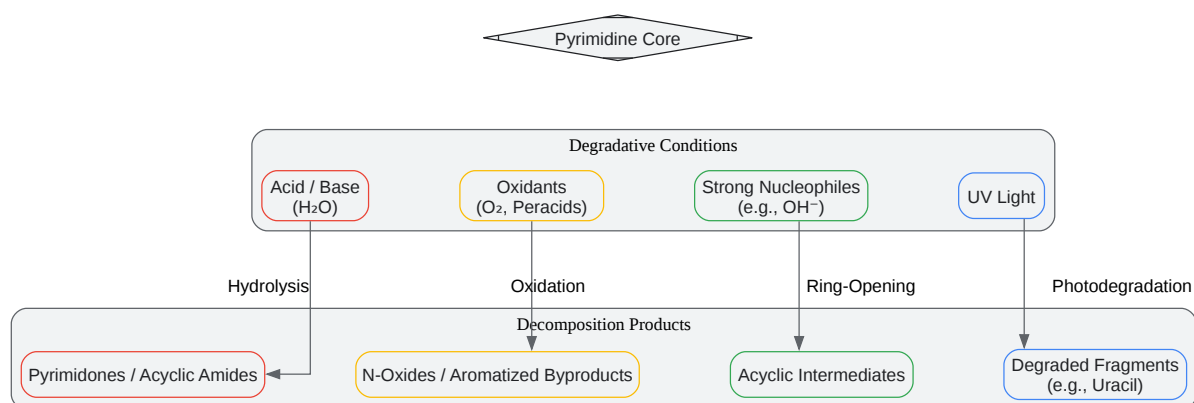 Pyrimidine Core
Degradative Conditions
Acid / Base
(H₂O)
Oxidants
(O₂, Peracids)
Strong Nucleophiles
(e.g., OH⁻)
UV Light
Hydrolysis
Oxidation
Ring-Opening
Photodegradation
Decomposition Products
Pyrimidones / Acyclic Amides
N-Oxides / Aromatized Byproducts
Acyclic Intermediates
Degraded Fragments
(e.g., Uracil)